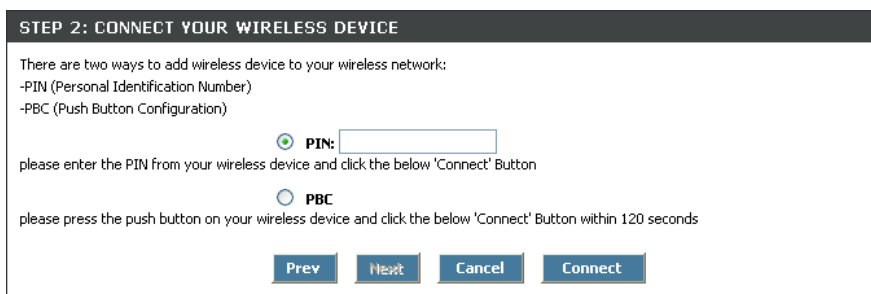 STEP 2: CONNECT YOUR WIRELESS DEVICE
There are two ways to add wireless device to your wireless network:
-PIN (Personal Identification Number)
-PBC (Push Button Configuration)
PIN:
please enter the PIN from your wireless device and click the below 'Connect' Button
PBC
please press the push button on your wireless device and click the below 'Connect' Button within 120 seconds
Prev Next Cancel Connect